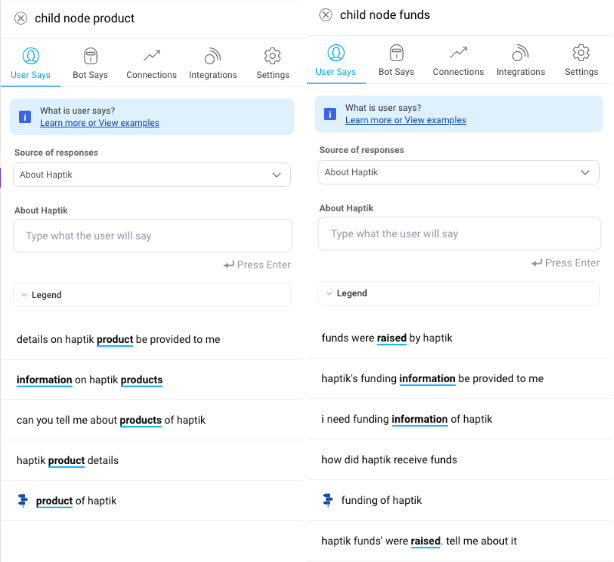 child node product
User Says
Bot Says
Connections
Integrations
Settings
What is user says?
Learn more or View examples
Source of responses
About Haptik
About Haptik
Type what the user will say
Press Enter
Legend
details on haptik product be provided to me
information on haptik products
can you tell me about products of haptik
haptik product details
product of haptik
child node funds
User Says
Bot Says
Connections
Integrations
Settings
What is user says?
Learn more or View examples
Source of responses
About Haptik
About Haptik
Type what the user will say
Press Enter
Legend
funds were raised by haptik
haptik's funding information be provided to me
i need funding information of haptik
how did haptik receive funds
funding of haptik
haptik funds' were raised. tell me about it